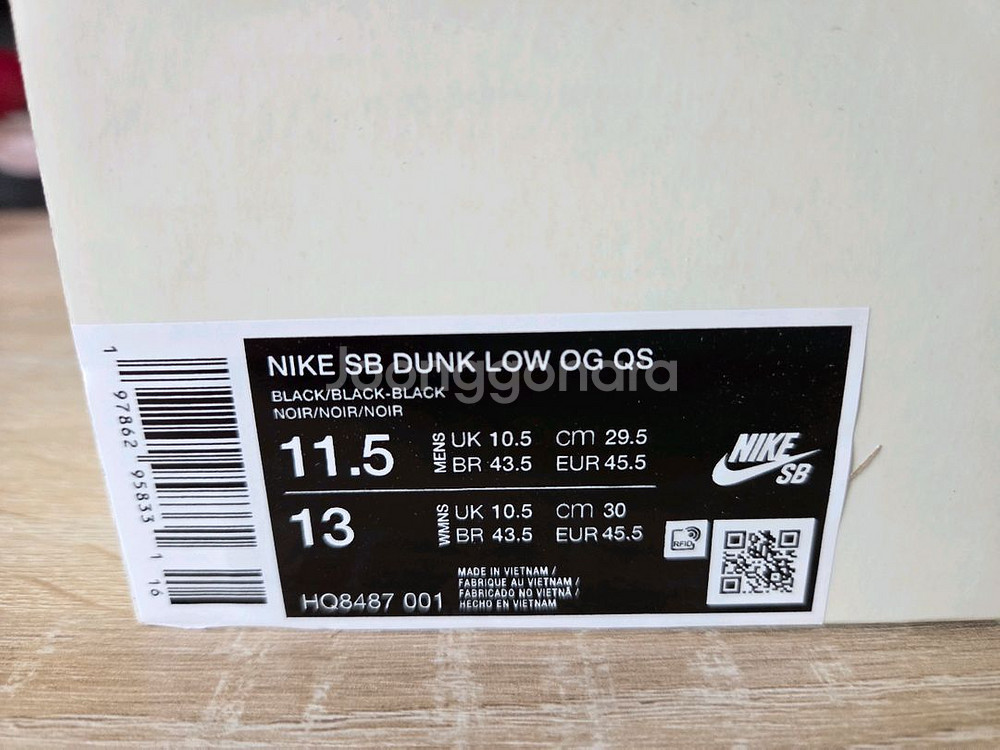 NIKE SB DUNK LOW OG QS
BLACK/BLACK-BLACK
NOIR/NOIR/NOIR
11.5 MENS UK 10.5 cm 29.5
BR 43.5 EUR 45.5
13 WMNS UK 10.5 cm 30
BR 43.5 EUR 45.5
HQ8487 001
MADE IN VIETNAM /
FABRIQUE AU VIETNAM /
FABRICADO NO VIETNÃ /
HECHO EN VIETNAM
NIKE
SB
RFID
1 97862 95833 1 16
Joonggonara